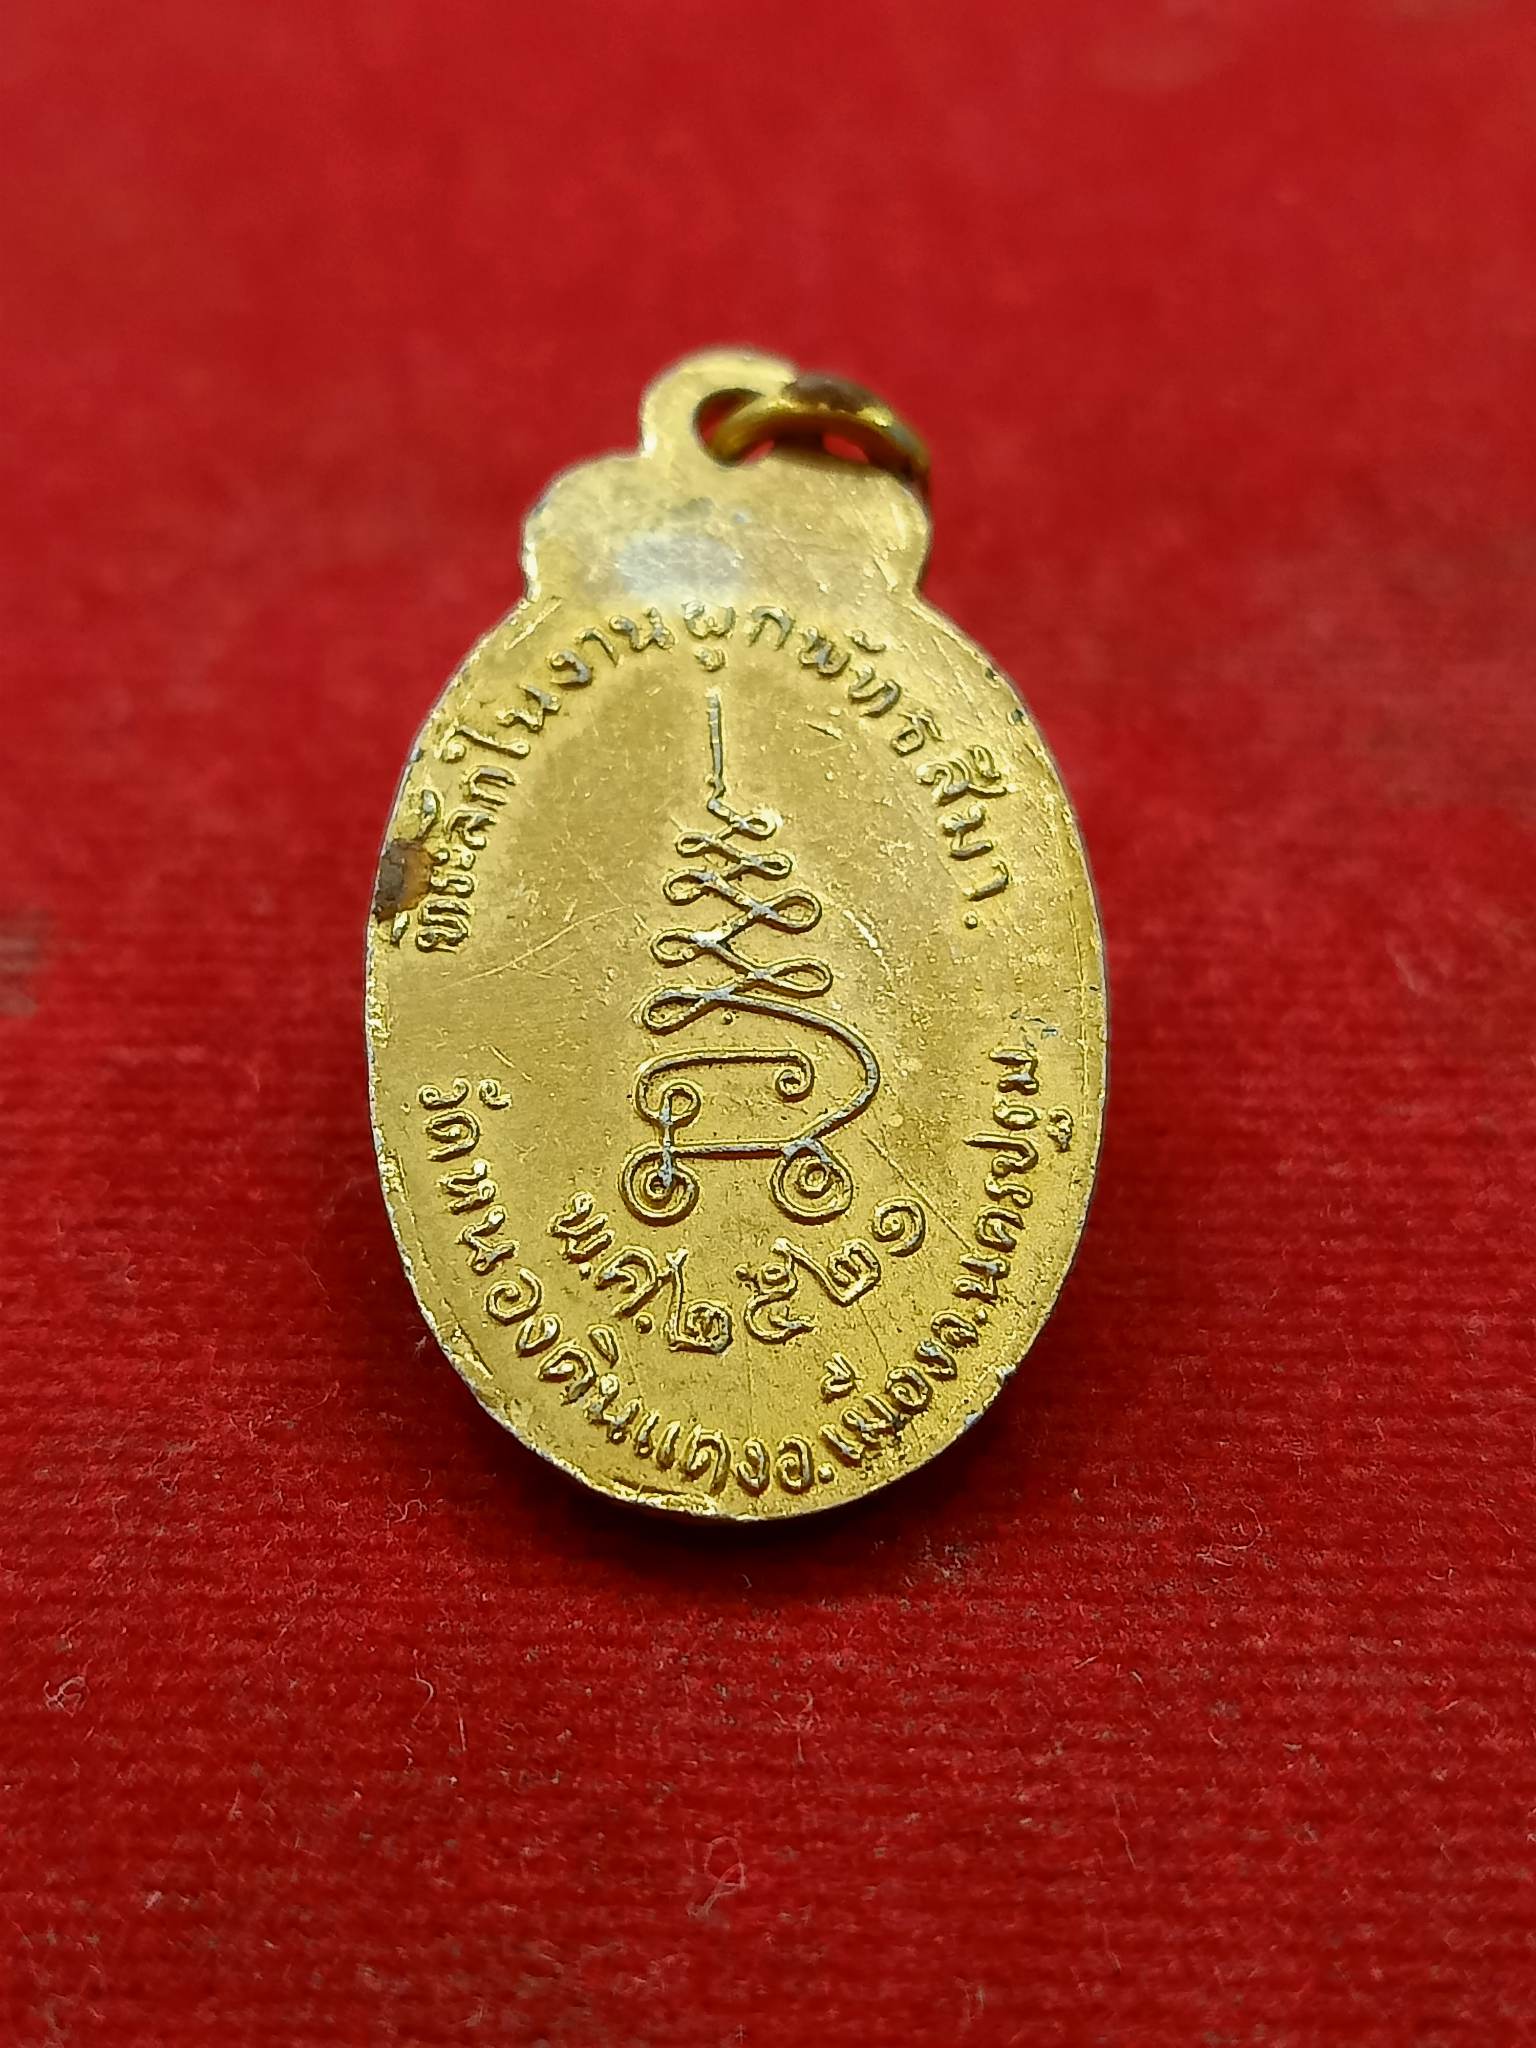 ที่ระลึกในงานผูกพัทธสีมา.
พ.ศ.๒๕๒๑
วัดหนองดินแดง อ.เมือง จ.นครปฐม